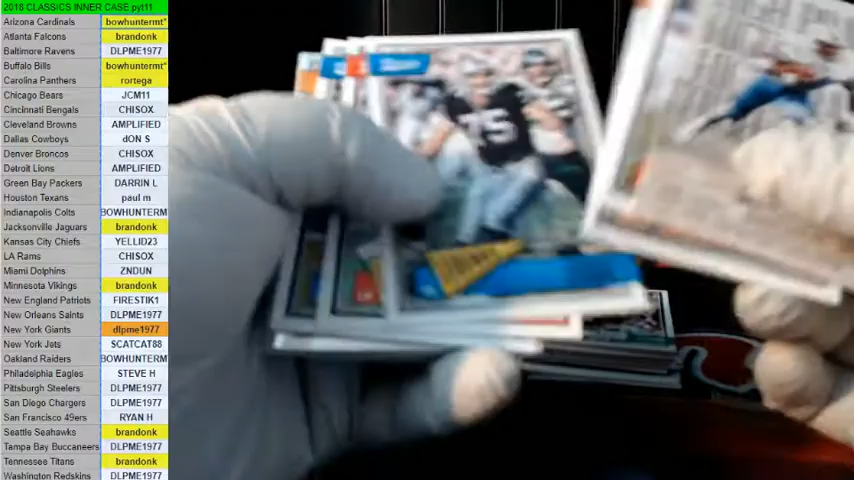 2018 CLASSICS INNER CASE pyt11
Arizona Cardinals bowhuntermt*
Atlanta Falcons brandonk
Baltimore Ravens DLPME1977
Buffalo Bills bowhuntermt*
Carolina Panthers rortega
Chicago Bears JCM11
Cincinnati Bengals CHISOX
Cleveland Browns AMPLIFIED
Dallas Cowboys dON S
Denver Broncos CHISOX
Detroit Lions AMPLIFIED
Green Bay Packers DARRIN L
Houston Texans paul m
Indianapolis Colts BOWHUNTERM
Jacksonville Jaguars brandonk
Kansas City Chiefs YELLID23
LA Rams CHISOX
Miami Dolphins ZNDUN
Minnesota Vikings brandonk
New England Patriots FIRESTIK1
New Orleans Saints DLPME1977
New York Giants dlpme1977
New York Jets SCATCAT88
Oakland Raiders BOWHUNTERM
Philadelphia Eagles STEVE H
Pittsburgh Steelers DLPME1977
San Diego Chargers DLPME1977
San Francisco 49ers RYAN H
Seattle Seahawks brandonk
Tampa Bay Buccaneers DLPME1977
Tennessee Titans brandonk
Washington Redskins DLPME1977
75